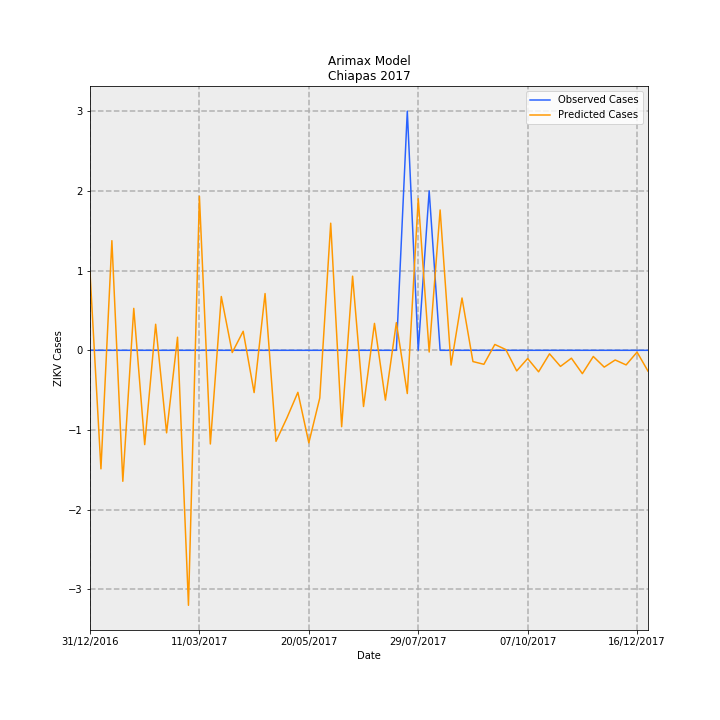 Arimax Model
Chiapas 2017
Observed Cases
Predicted Cases
ZIKV Cases
3
2
1
0
−1
−2
−3
31/12/2016
11/03/2017
20/05/2017
29/07/2017
07/10/2017
16/12/2017
Date